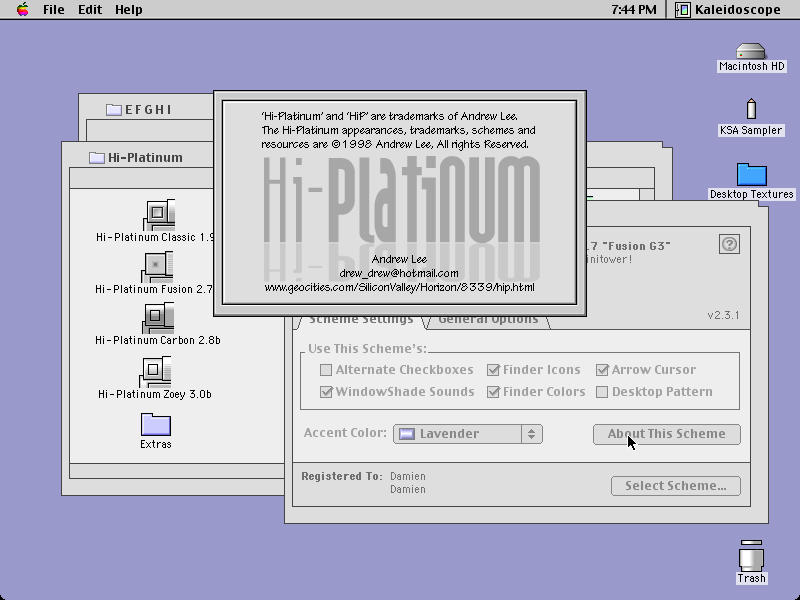 File Edit Help
7:44 PM
Kaleidoscope
Macintosh HD
KSA Sampler
Desktop Textures
Trash
E F G H I
Hi-Platinum
Hi-Platinum Classic 1.9
Hi-Platinum Fusion 2.7
Hi-Platinum Carbon 2.8b
Hi-Platinum Zoey 3.0b
Extras
'Hi-Platinum' and 'HiP' are trademarks of Andrew Lee.
The Hi-Platinum appearances, trademarks, schemes and
resources are ©1998 Andrew Lee, All rights Reserved.
Hi-Platinum
Andrew Lee
drew_drew@hotmail.com
www.geocities.com/SiliconValley/Horizon/8339/hip.html
.7 "Fusion G3"
initower!
?
v2.3.1
Scheme Settings
General Options
Use This Scheme's:
Alternate Checkboxes
Finder Icons
Arrow Cursor
WindowShade Sounds
Finder Colors
Desktop Pattern
Accent Color:
Lavender
About This Scheme
Registered To: Damien
Damien
Select Scheme...